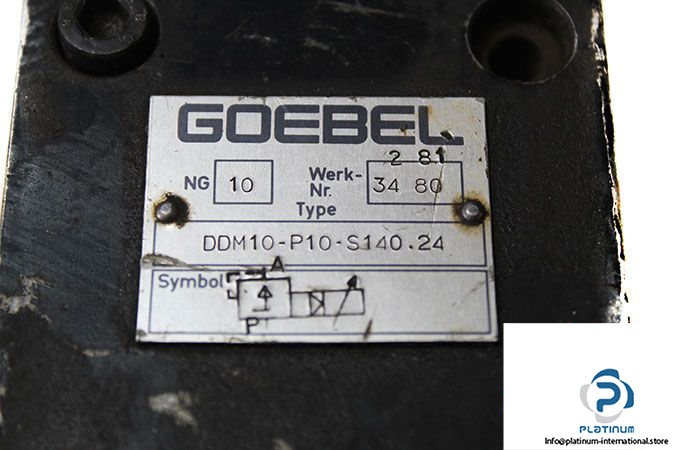 GOEBEL
2 81
NG 10 Werk-Nr. 34 80
Type
DDM10-P10-S140.24
Symbol
A
P T
PLATINUM
Info@platinum-international.store